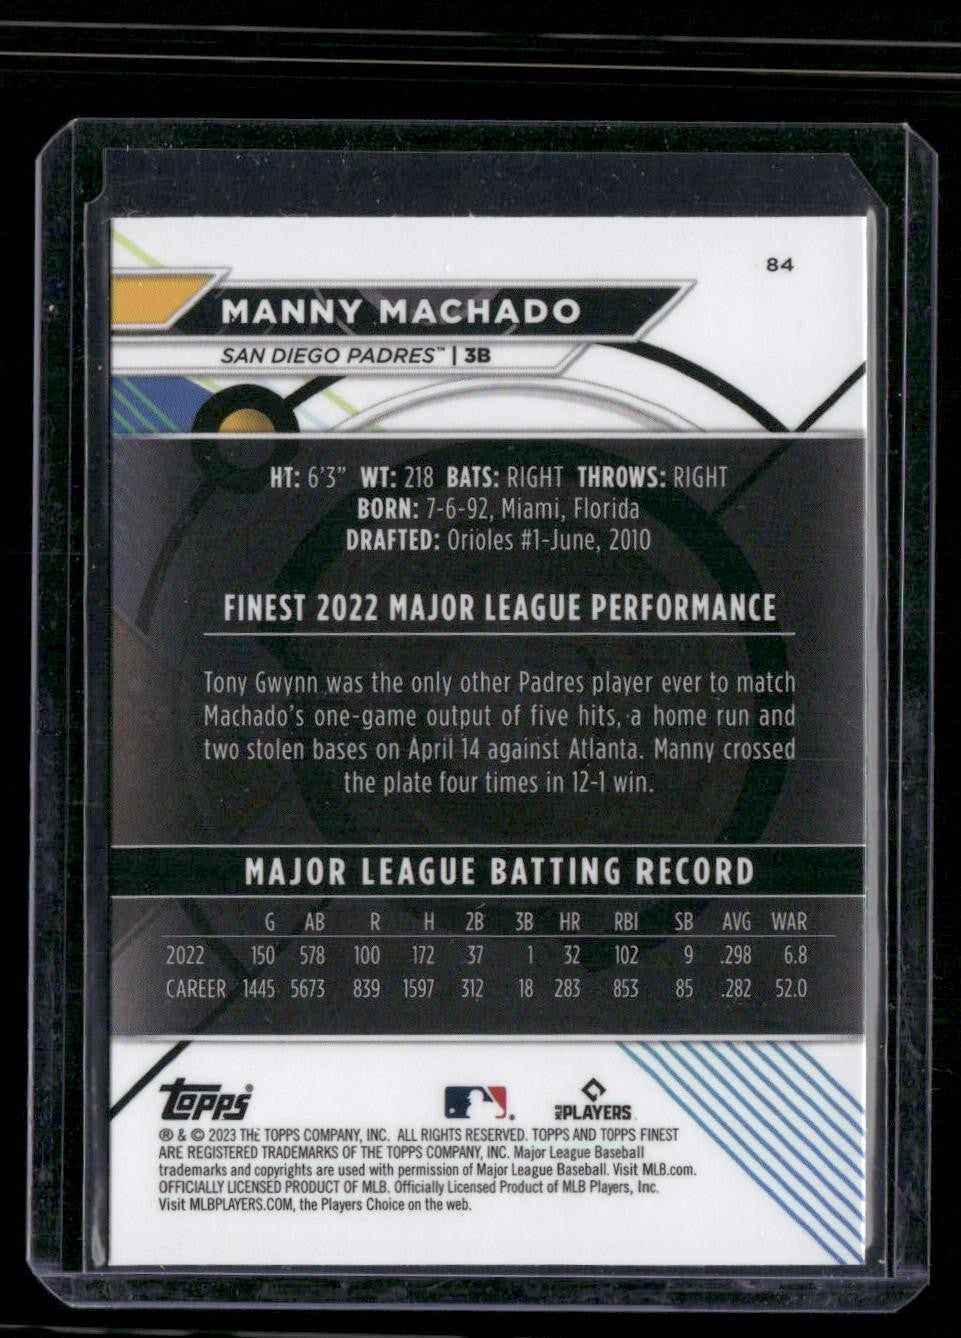 84
MANNY MACHADO
SAN DIEGO PADRES™ | 3B
HT: 6'3" WT: 218 BATS: RIGHT THROWS: RIGHT
BORN: 7-6-92, Miami, Florida
DRAFTED: Orioles #1-June, 2010
FINEST 2022 MAJOR LEAGUE PERFORMANCE
Tony Gwynn was the only other Padres player ever to match
Machado's one-game output of five hits, a home run and
two stolen bases on April 14 against Atlanta. Manny crossed
the plate four times in 12-1 win.
MAJOR LEAGUE BATTING RECORD
G AB R H 2B 3B HR RBI SB AVG WAR
2022 150 578 100 172 37 1 32 102 9 .298 6.8
CAREER 1445 5673 839 1597 312 18 283 853 85 .282 52.0
Topps® ® MLB PLAYERS
® & © 2023 THE TOPPS COMPANY, INC. ALL RIGHTS RESERVED. TOPPS AND TOPPS FINEST
ARE REGISTERED TRADEMARKS OF THE TOPPS COMPANY, INC. Major League Baseball
trademarks and copyrights are used with permission of Major League Baseball. Visit MLB.com.
OFFICIALLY LICENSED PRODUCT OF MLB. Officially Licensed Product of MLB Players, Inc.
Visit MLBPLAYERS.COM, the Players Choice on the web.